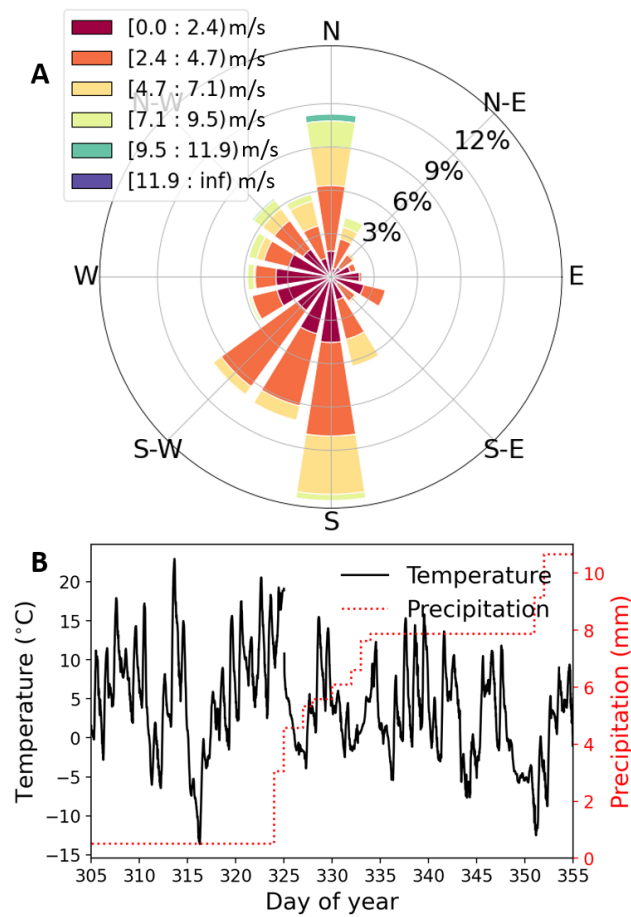 A
[0.0 : 2.4) m/s
[2.4 : 4.7) m/s
[4.7 : 7.1) m/s
[7.1 : 9.5) m/s
[9.5 : 11.9) m/s
[11.9 : inf) m/s
N
N-W
N-E
12%
9%
6%
3%
W
E
S-W
S-E
S
B
Temperature
Precipitation
Temperature (°C)
20
15
10
5
0
−5
−10
−15
Precipitation (mm)
10
8
6
4
2
0
305 310 315 320 325 330 335 340 345 350 355
Day of year